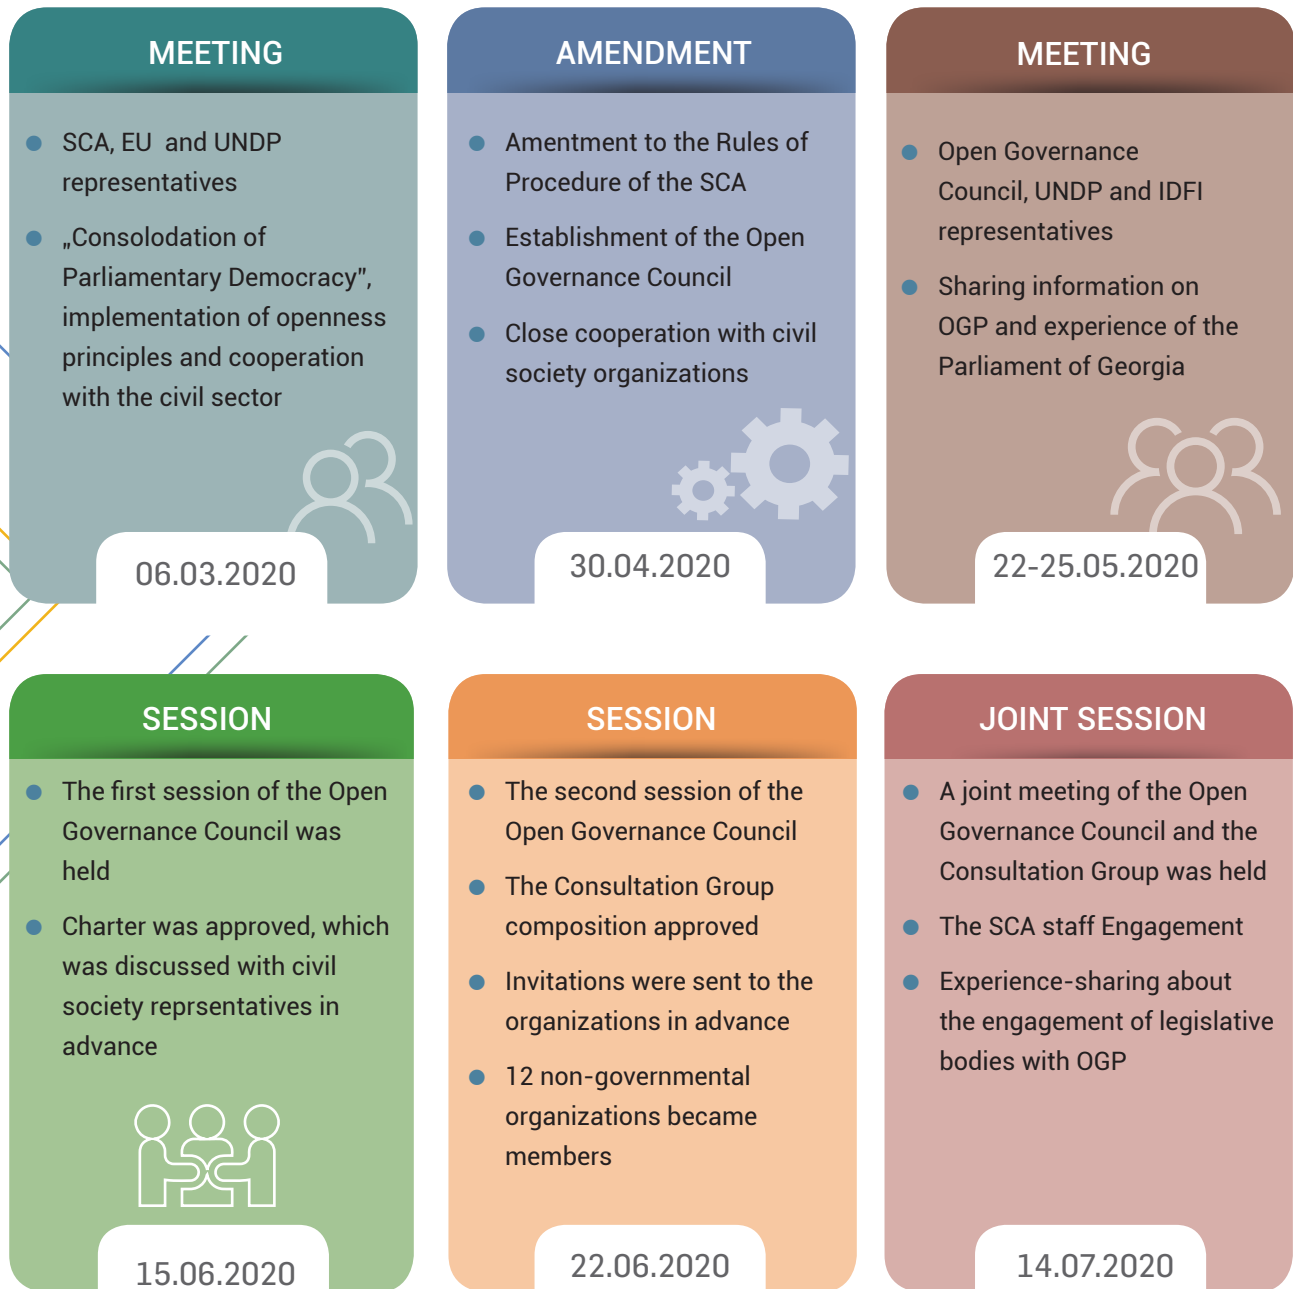 MEETING
SCA, EU and UNDP
representatives
„Consolodation of
Parliamentary Democracy”,
implementation of openness
principles and cooperation
with the civil sector
06.03.2020
AMENDMENT
Amentment to the Rules of
Procedure of the SCA
Establishment of the Open
Governance Council
Close cooperation with civil
society organizations
30.04.2020
MEETING
Open Governance
Council, UNDP and IDFI
representatives
Sharing information on
OGP and experience of the
Parliament of Georgia
22-25.05.2020
SESSION
The first session of the Open
Governance Council was
held
Charter was approved, which
was discussed with civil
society reprsentatives in
advance
15.06.2020
SESSION
The second session of the
Open Governance Council
The Consultation Group
composition approved
Invitations were sent to the
organizations in advance
12 non-governmental
organizations became
members
22.06.2020
JOINT SESSION
A joint meeting of the Open
Governance Council and the
Consultation Group was held
The SCA staff Engagement
Experience-sharing about
the engagement of legislative
bodies with OGP
14.07.2020